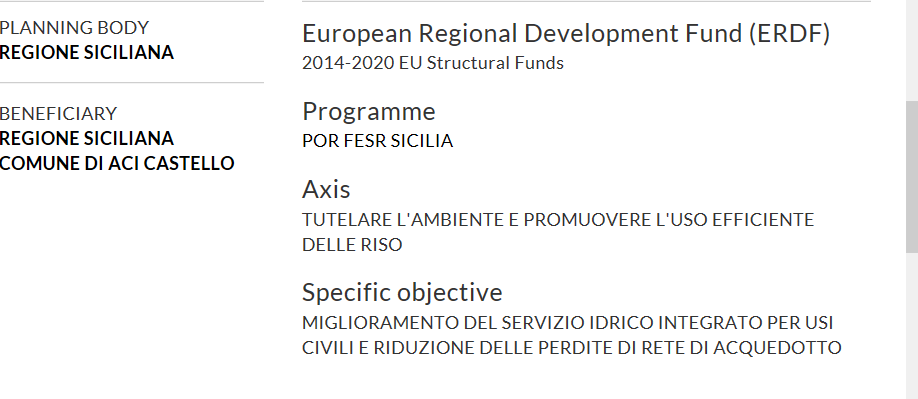 PLANNING BODY
REGIONE SICILIANA
BENEFICIARY
REGIONE SICILIANA
COMUNE DI ACI CASTELLO
European Regional Development Fund (ERDF)
2014-2020 EU Structural Funds
Programme
POR FESR SICILIA
Axis
TUTELARE L'AMBIENTE E PROMUOVERE L'USO EFFICIENTE
DELLE RISO
Specific objective
MIGLIORAMENTO DEL SERVIZIO IDRICO INTEGRATO PER USI
CIVILI E RIDUZIONE DELLE PERDITE DI RETE DI ACQUEDOTTO